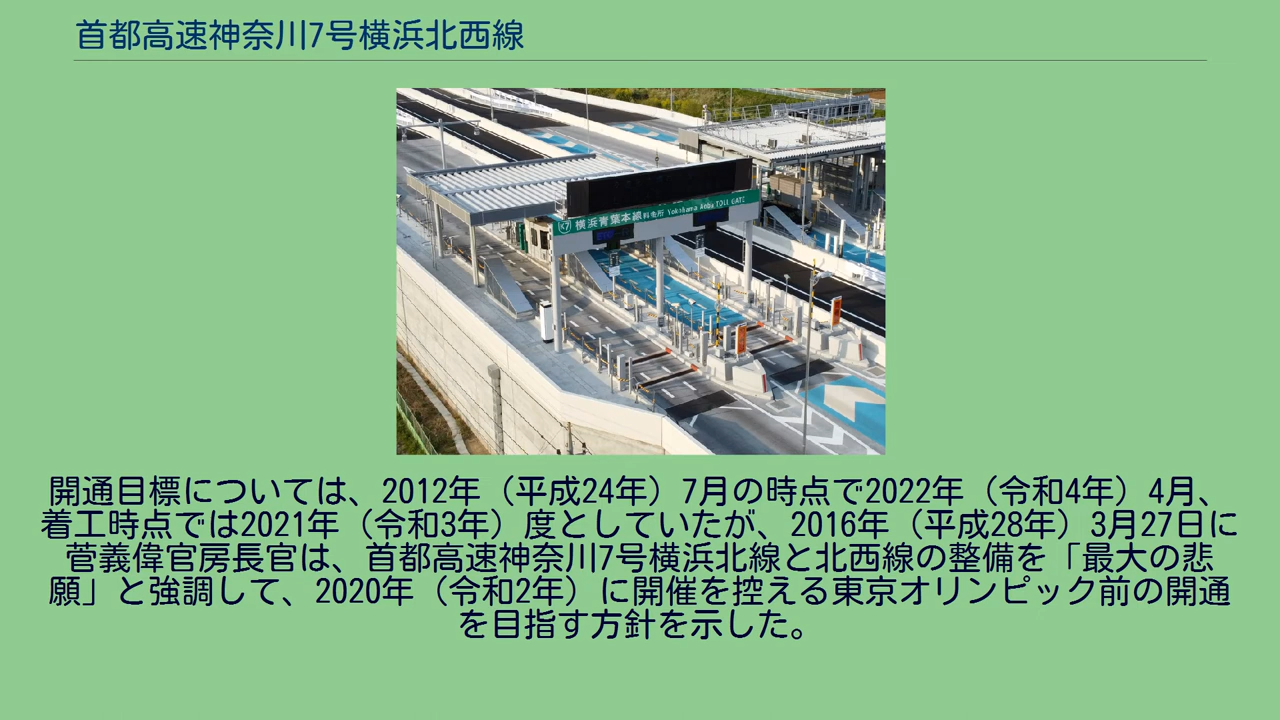 首都高速神奈川7号横浜北西線
K7 横浜青葉本線料金所 Yokohama Aoba TOLL GATE
開通目標については、2012年（平成24年）7月の時点で2022年（令和4年）4月、
着工時点では2021年（令和3年）度としていたが、2016年（平成28年）3月27日に
菅義偉官房長官は、首都高速神奈川7号横浜北線と北西線の整備を「最大の悲
願」と強調して、2020年（令和2年）に開催を控える東京オリンピック前の開通
を目指す方針を示した。